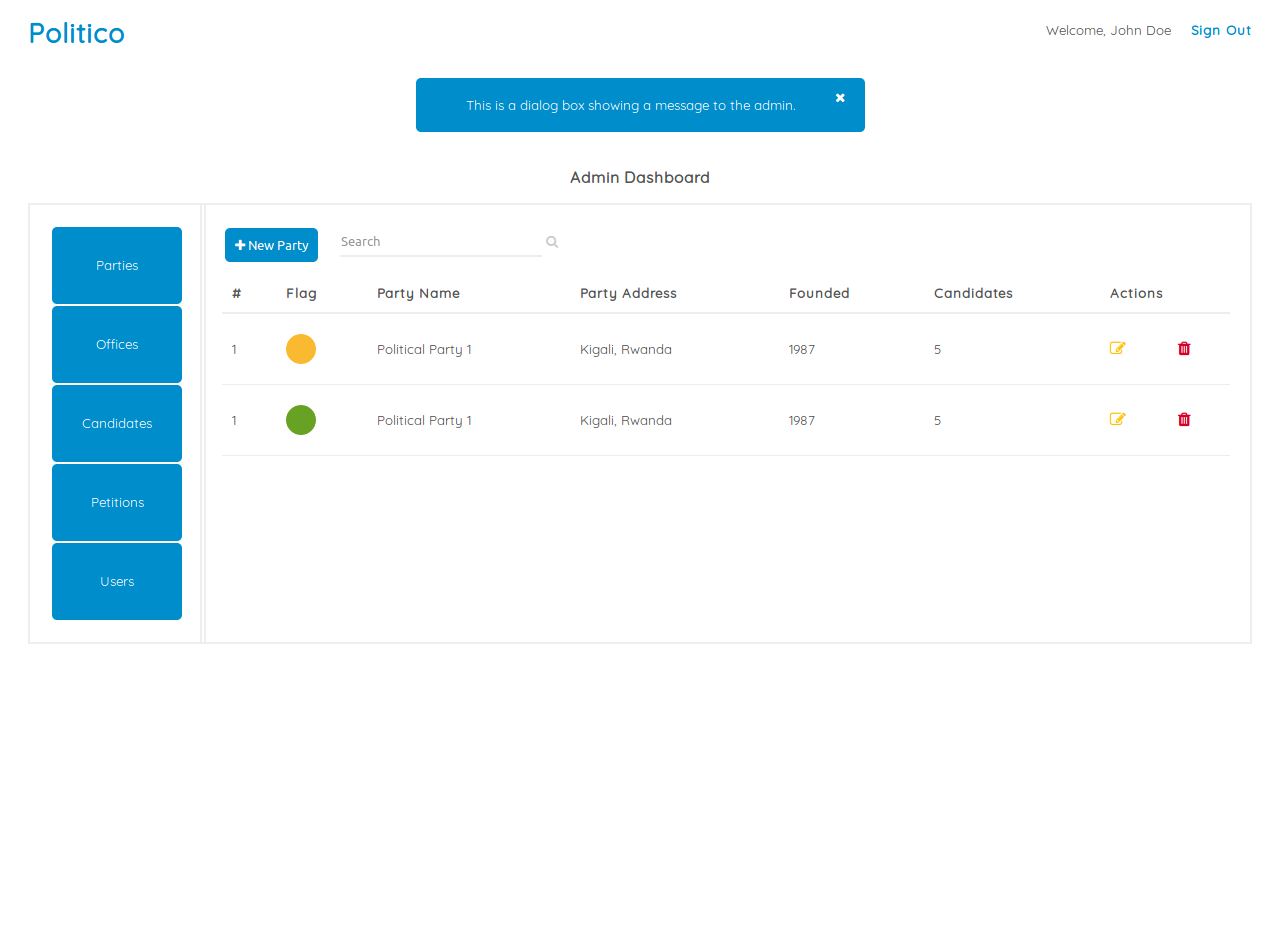 Politico
Welcome, John Doe Sign Out
This is a dialog box showing a message to the admin.
Admin Dashboard
Parties
Offices
Candidates
Petitions
Users
New Party Search
# Flag Party Name Party Address Founded Candidates Actions
1 Political Party 1 Kigali, Rwanda 1987 5
1 Political Party 1 Kigali, Rwanda 1987 5